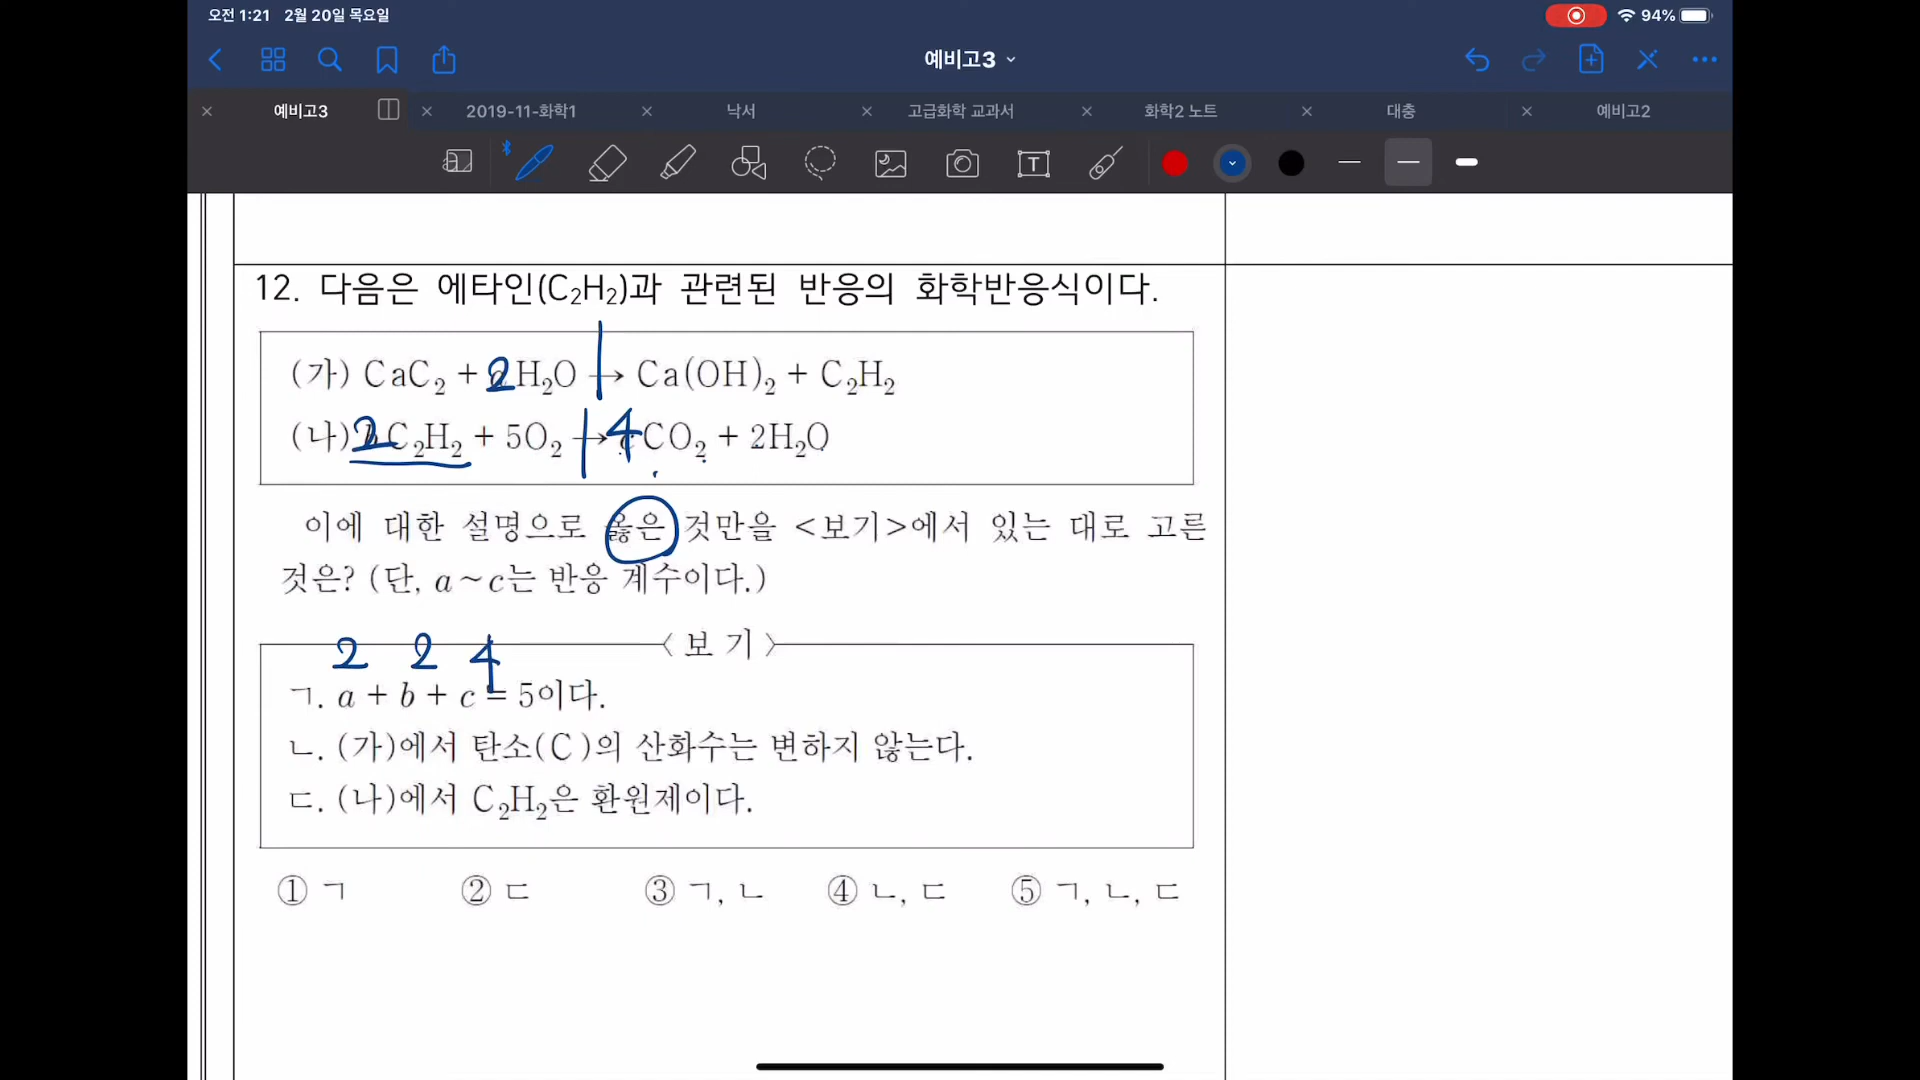 오전 1:21 2월 20일 목요일
94%
예비고3
예비고3 2019-11-화학1 낙서 고급화학 교과서 화학2 노트 대충 예비고2
12. 다음은 에타인(C₂H₂)과 관련된 반응의 화학반응식이다.
(가) CaC₂ + 2H₂O → Ca(OH)₂ + C₂H₂
(나) 2C₂H₂ + 5O₂ → 4CO₂ + 2H₂O
이에 대한 설명으로 옳은 것만을 <보기>에서 있는 대로 고른
것은? (단, a~c는 반응 계수이다.)
〈보 기〉
2 2 4
ㄱ. a + b + c = 5이다.
ㄴ. (가)에서 탄소(C)의 산화수는 변하지 않는다.
ㄷ. (나)에서 C₂H₂은 환원제이다.
① ㄱ ② ㄷ ③ ㄱ, ㄴ ④ ㄴ, ㄷ ⑤ ㄱ, ㄴ, ㄷ